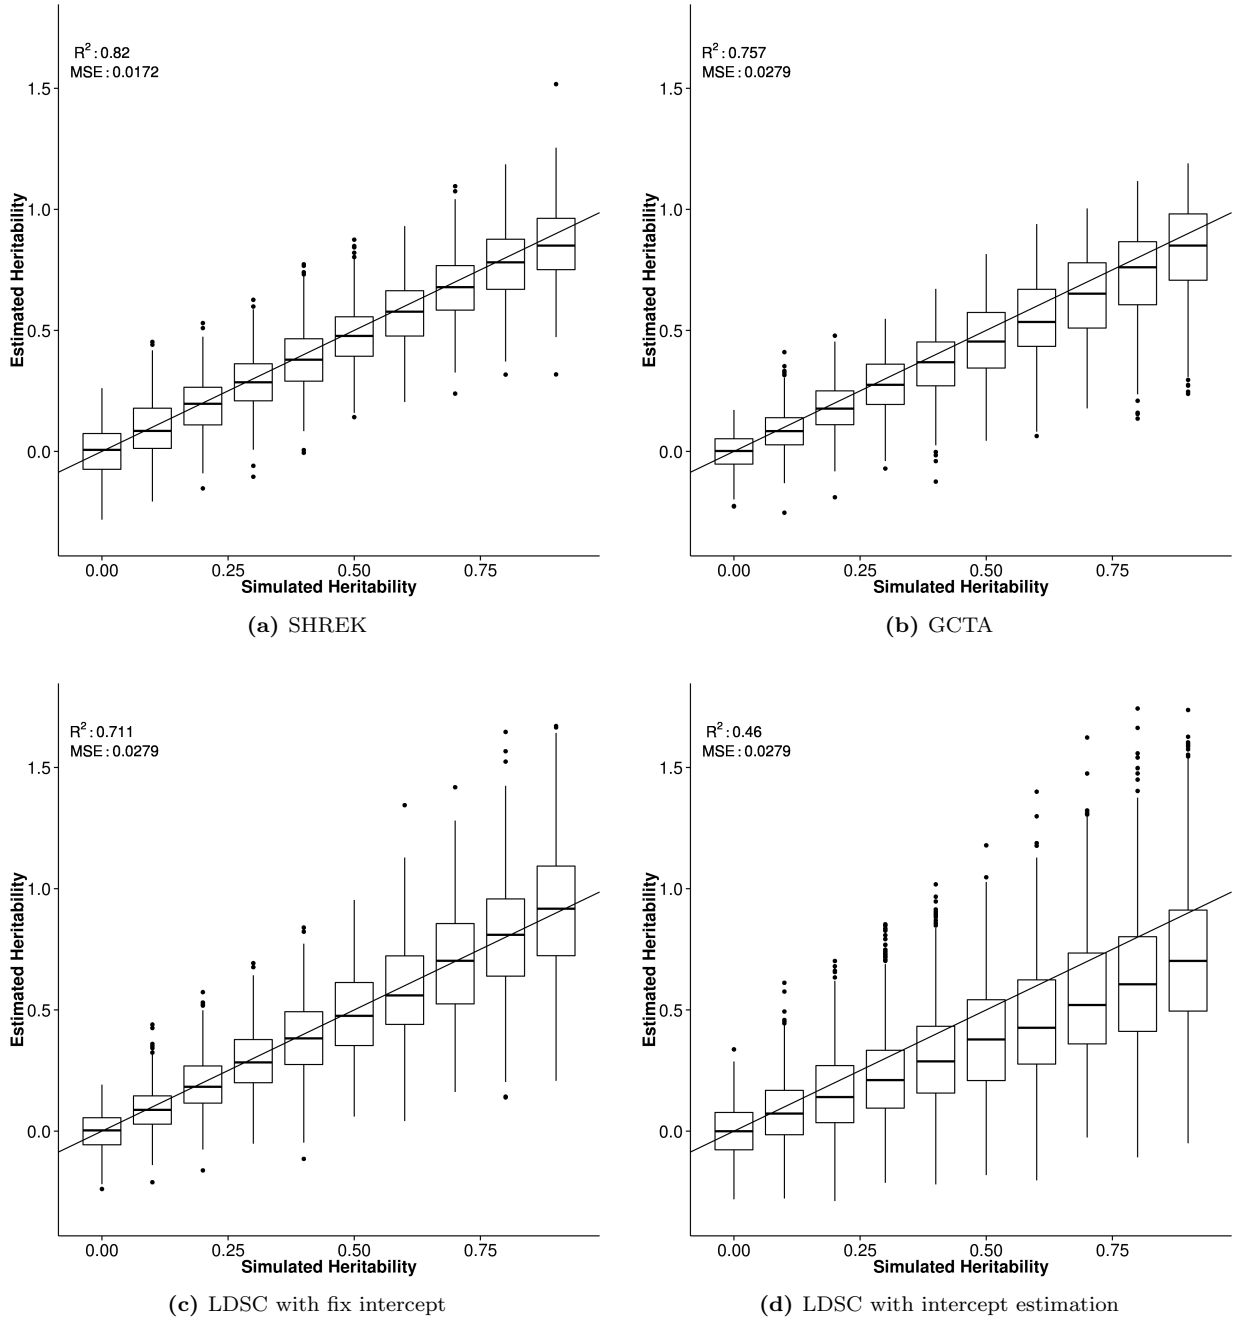 R²: 0.82
MSE: 0.0172
1.5
1.0
0.5
0.0
Estimated Heritability
0.00 0.25 0.50 0.75
Simulated Heritability
(a) SHREK
R²: 0.757
MSE: 0.0279
1.5
1.0
0.5
0.0
Estimated Heritability
0.00 0.25 0.50 0.75
Simulated Heritability
(b) GCTA
R²: 0.711
MSE: 0.0279
1.5
1.0
0.5
0.0
Estimated Heritability
0.00 0.25 0.50 0.75
Simulated Heritability
(c) LDSC with fix intercept
R²: 0.46
MSE: 0.0279
1.5
1.0
0.5
0.0
Estimated Heritability
0.00 0.25 0.50 0.75
Simulated Heritability
(d) LDSC with intercept estimation